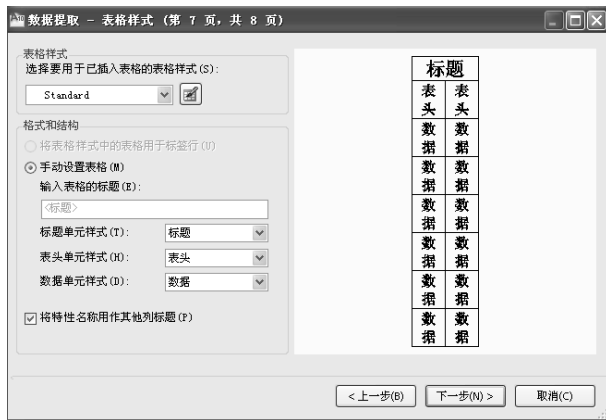 数据提取 - 表格样式 (第 7 页，共 8 页)
表格样式
选择要用于已插入表格的表格样式(S):
Standard
格式和结构
将表格样式中的表格用于标签行(U)
手动设置表格(M)
输入表格的标题(E):
<标题>
标题单元样式(T): 标题
表头单元样式(H): 表头
数据单元样式(D): 数据
将特性名称用作其他列标题(P)
标题
表 表
头 头
数 数
据 据
数 数
据 据
数 数
据 据
数 数
据 据
数 数
据 据
数 数
据 据
<上一步(B) 下一步(N)> 取消(C)